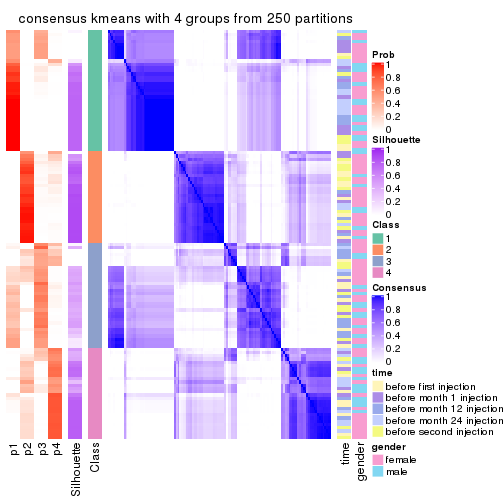 consensus kmeans with 4 groups from 250 partitions
Prob
1
0.8
0.6
0.4
0.2
0
Silhouette
1
0.8
0.6
0.4
0.2
0
Class
1
2
3
4
Consensus
1
0.8
0.6
0.4
0.2
0
time
before first injection
before month 1 injection
before month 12 injection
before month 24 injection
before second injection
gender
female
male
p1
p2
p3
p4
Silhouette
Class
time
gender